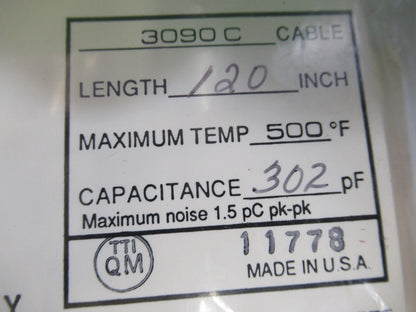 3090 C CABLE
LENGTH 120 INCH
MAXIMUM TEMP 500 °F
CAPACITANCE 302 pF
Maximum noise 1.5 pC pk-pk
TTI
QM
11778
MADE IN U.S.A.
Y